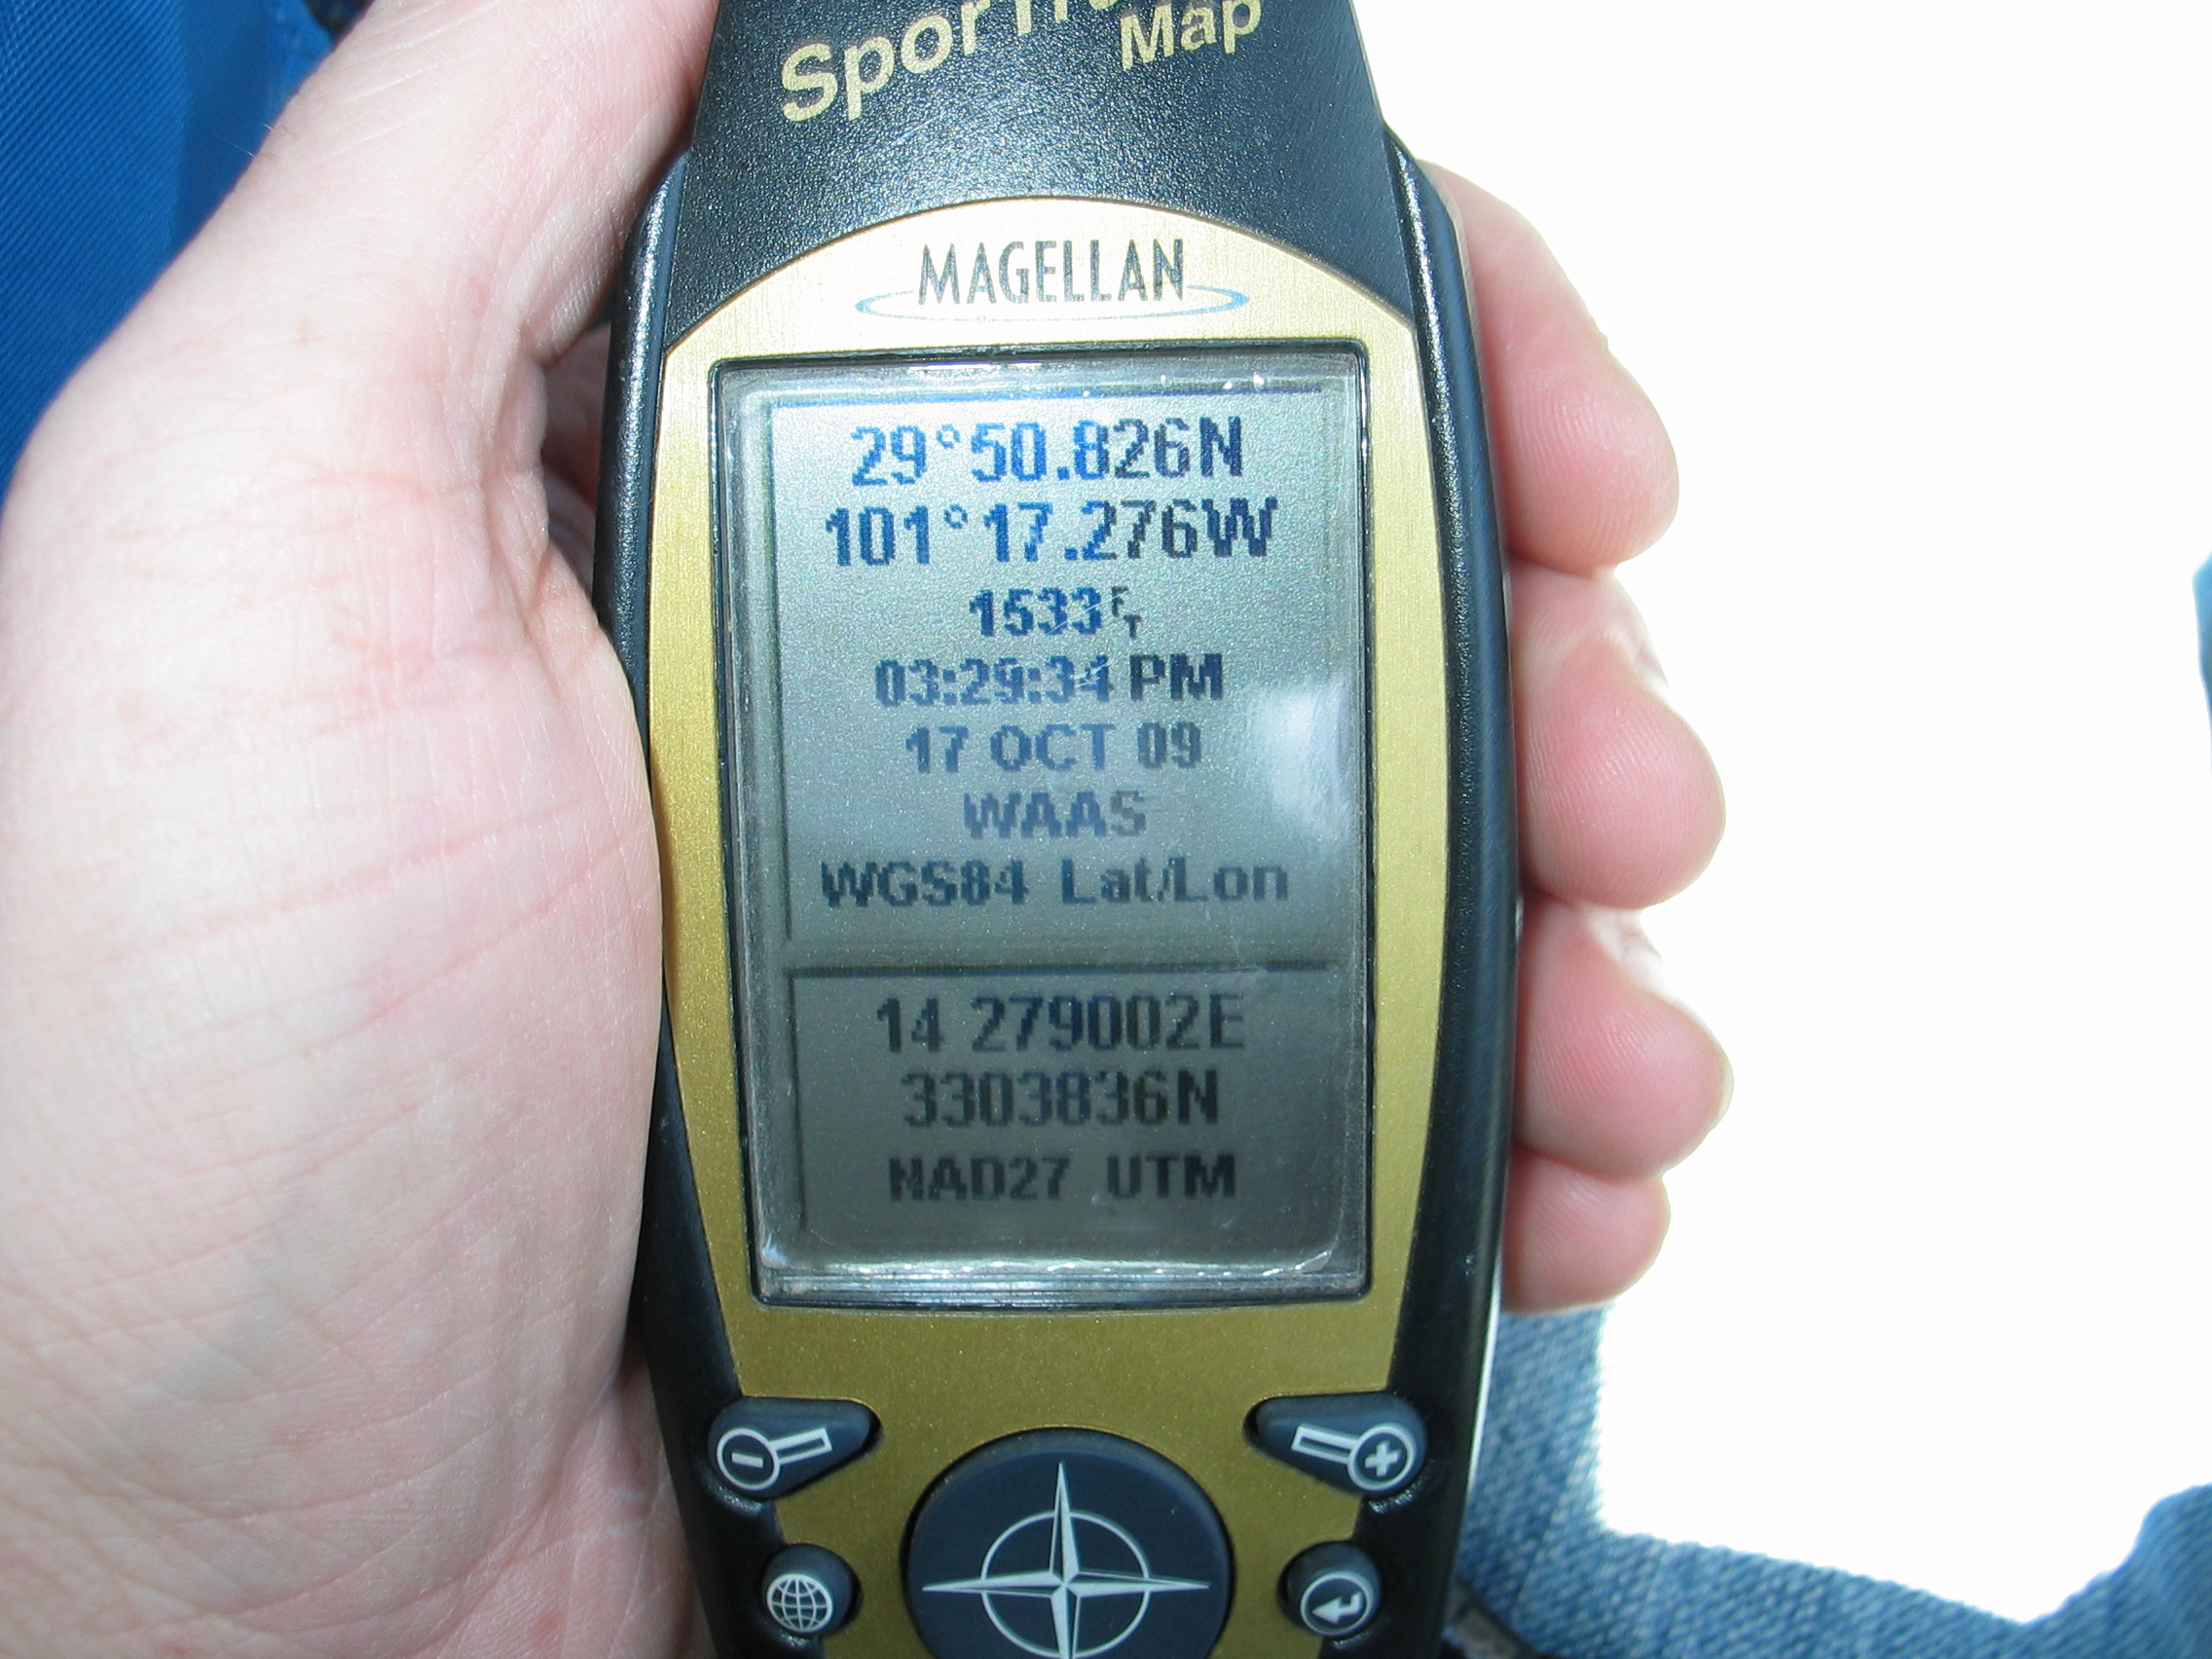 Map
MAGELLAN
29°50.826N
101°17.276W
1533FT
03:29:34 PM
17 OCT 09
WAAS
WGS84 Lat/Lon
14 279002E
3303836N
NAD27 UTM